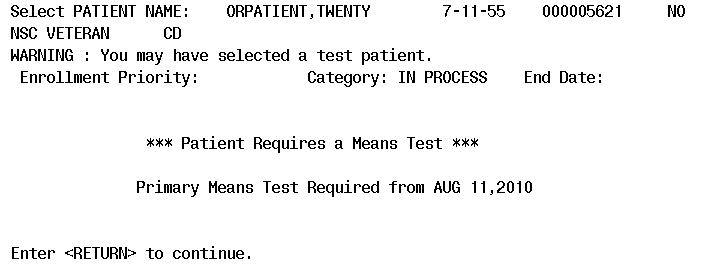 Select PATIENT NAME:    ORPATIENT,TWENTY        7-11-55    000005621     NO
NSC VETERAN      CD
WARNING : You may have selected a test patient.
 Enrollment Priority:            Category: IN PROCESS    End Date:
*** Patient Requires a Means Test ***
Primary Means Test Required from AUG 11,2010
Enter <RETURN> to continue.